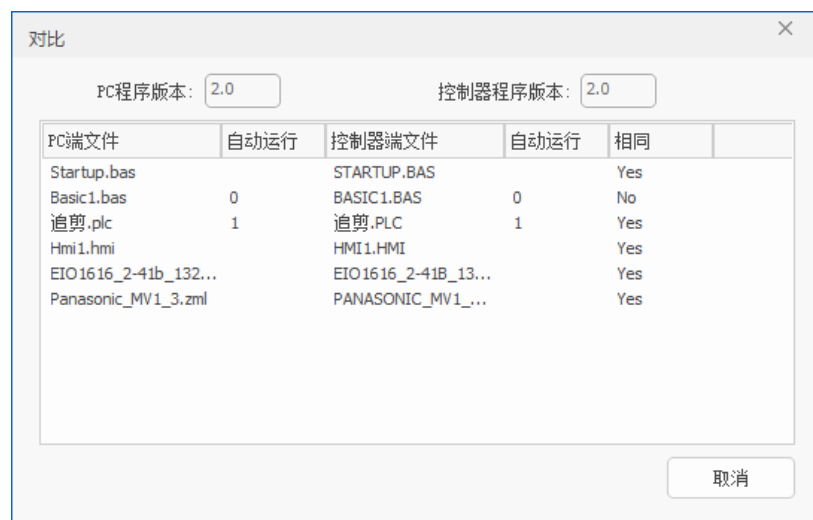 对比
PC程序版本: 2.0 控制器程序版本: 2.0
PC端文件 自动运行 控制器端文件 自动运行 相同
Startup.bas STARTUP.BAS Yes
Basic1.bas 0 BASIC1.BAS 0 No
追剪.plc 1 追剪.PLC 1 Yes
Hmi1.hmi HMI1.HMI Yes
EIO1616_2-41b_132... EIO1616_2-41B_13... Yes
Panasonic_MV1_3.zml PANASONIC_MV1_... Yes
取消